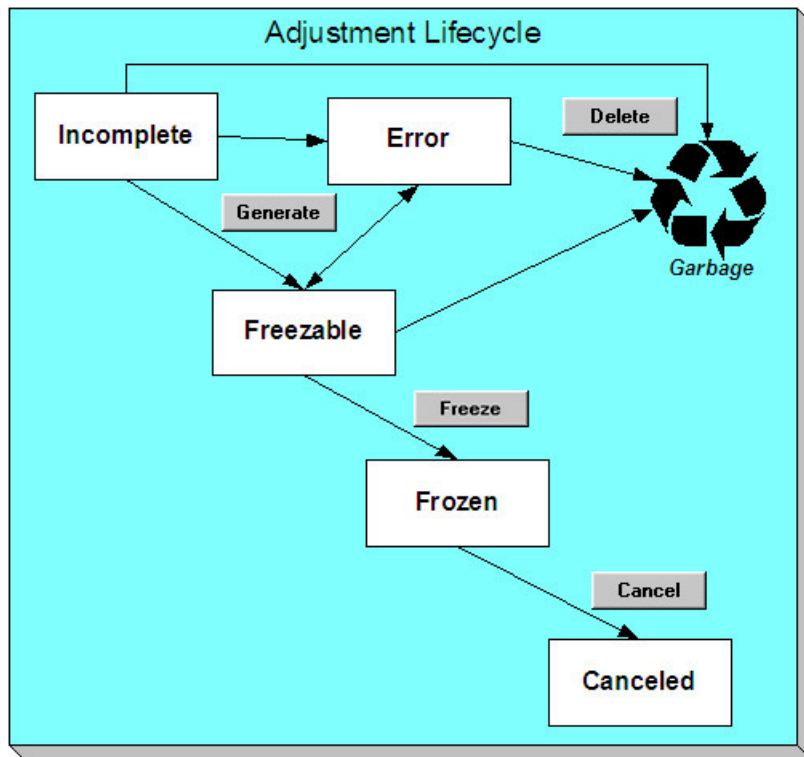 Adjustment Lifecycle
Incomplete
Error
Delete
Generate
Garbage
Freezable
Freeze
Frozen
Cancel
Canceled